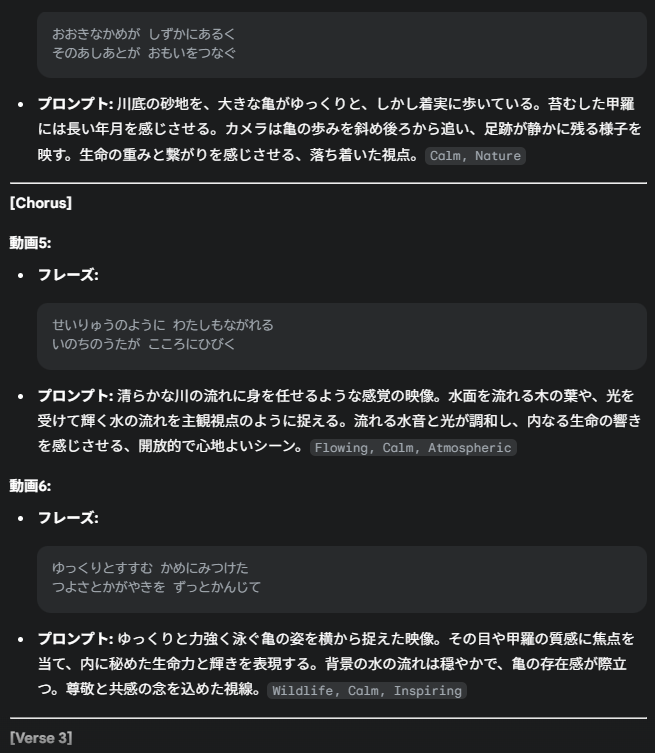 おおきなかめが しずかにあるく
そのあしあとが おもいをつなぐ
プロンプト: 川底の砂地を、大きな亀がゆっくりと、しかし着実に歩いている。苔むした甲羅
には長い年月を感じさせる。カメラは亀の歩みを斜め後ろから追い、足跡が静かに残る様子を
映す。生命の重みと繋がりを感じさせる、落ち着いた視点。 Calm, Nature
[Chorus]
動画5:
フレーズ:
せいりゅうのように わたしもながれる
いのちのうたが こころにひびく
プロンプト: 清らかな川の流れに身を任せるような感覚の映像。水面を流れる木の葉や、光を
受けて輝く水の流れを主観視点のように捉える。流れる水音と光が調和し、内なる生命の響き
を感じさせる、開放的で心地よいシーン。 Flowing, Calm, Atmospheric
動画6:
フレーズ:
ゆっくりとすすむ かめにみつけた
つよさとかがやきを ずっとかんじて
プロンプト: ゆっくりと力強く泳ぐ亀の姿を横から捉えた映像。その目や甲羅の質感に焦点を
当て、内に秘めた生命力と輝きを表現する。背景の水の流れは穏やかで、亀の存在感が際立
つ。尊敬と共感の念を込めた視線。 Wildlife, Calm, Inspiring
[Verse 3]